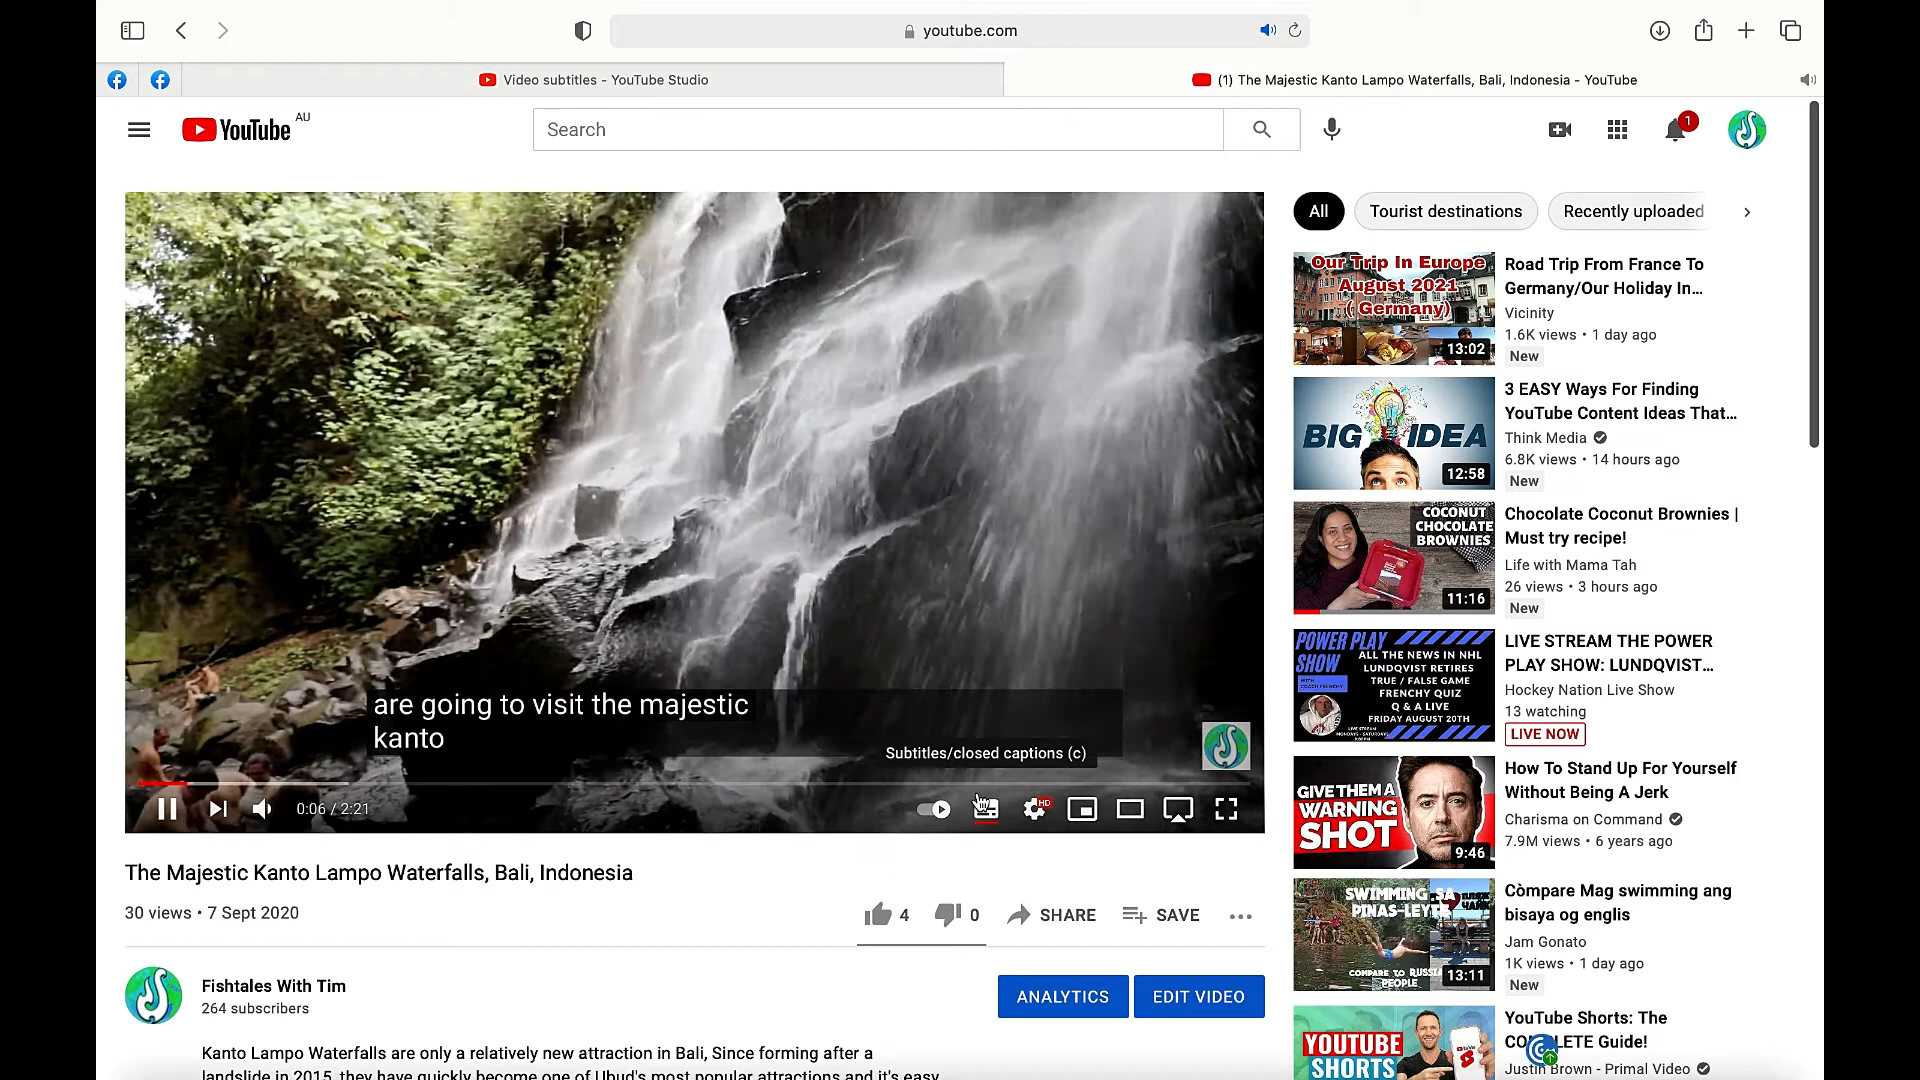 youtube.com
Video subtitles - YouTube Studio
(1) The Majestic Kanto Lampo Waterfalls, Bali, Indonesia - YouTube
YouTube AU
Search
1
All
Tourist destinations
Recently uploaded
Our Trip In Europe
August 2021
( Germany)
13:02
Road Trip From France To
Germany/Our Holiday In...
Vicinity
1.6K views • 1 day ago
New
BIG IDEA
12:58
3 EASY Ways For Finding
YouTube Content Ideas That...
Think Media
6.8K views • 14 hours ago
New
COCONUT
CHOCOLATE
BROWNIES
11:16
Chocolate Coconut Brownies |
Must try recipe!
Life with Mama Tah
26 views • 3 hours ago
New
POWER PLAY
SHOW
WITH
COACH FRENCHY
ALL THE NEWS IN NHL
LUNDQVIST RETIRES
TRUE / FALSE GAME
FRENCHY QUIZ
Q & A LIVE
FRIDAY AUGUST 20TH
LIVE STREAM
MONDAYS - SATURDAYS
LIVE STREAM THE POWER
PLAY SHOW: LUNDQVIST...
Hockey Nation Live Show
13 watching
LIVE NOW
are going to visit the majestic
kanto
Subtitles/closed captions (c)
0:06 / 2:21
HD
GIVE THEM A
WARNING
SHOT
9:46
How To Stand Up For Yourself
Without Being A Jerk
Charisma on Command
7.9M views • 6 years ago
The Majestic Kanto Lampo Waterfalls, Bali, Indonesia
30 views • 7 Sept 2020
4
0
SHARE
SAVE
SWIMMING SA
PINAS-LEYTE
COMPARE TO RUSSIA
PEOPLE
13:11
Còmpare Mag swimming ang
bisaya og englis
Jam Gonato
1K views • 1 day ago
New
Fishtales With Tim
264 subscribers
ANALYTICS
EDIT VIDEO
Kanto Lampo Waterfalls are only a relatively new attraction in Bali, Since forming after a
landslide in 2015, they have quickly become one of Ubud's most popular attractions and it's easy
YOUTUBE
SHORTS
YouTube Shorts: The
COMPLETE Guide!
Justin Brown - Primal Video